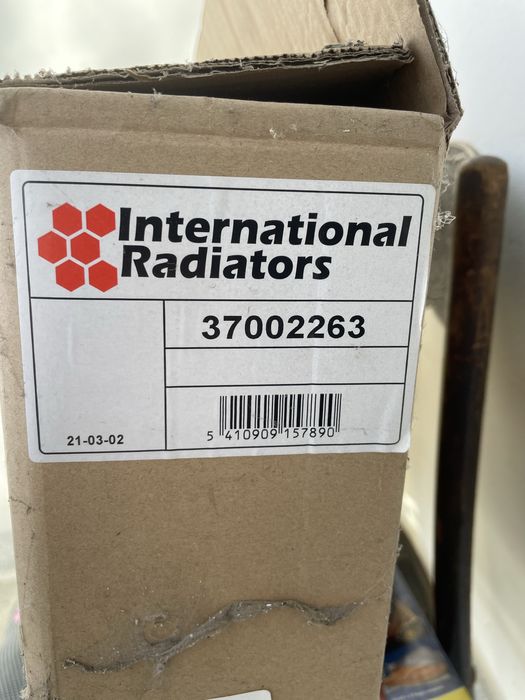 International
Radiators
37002263
21-03-02
5 410909 157890